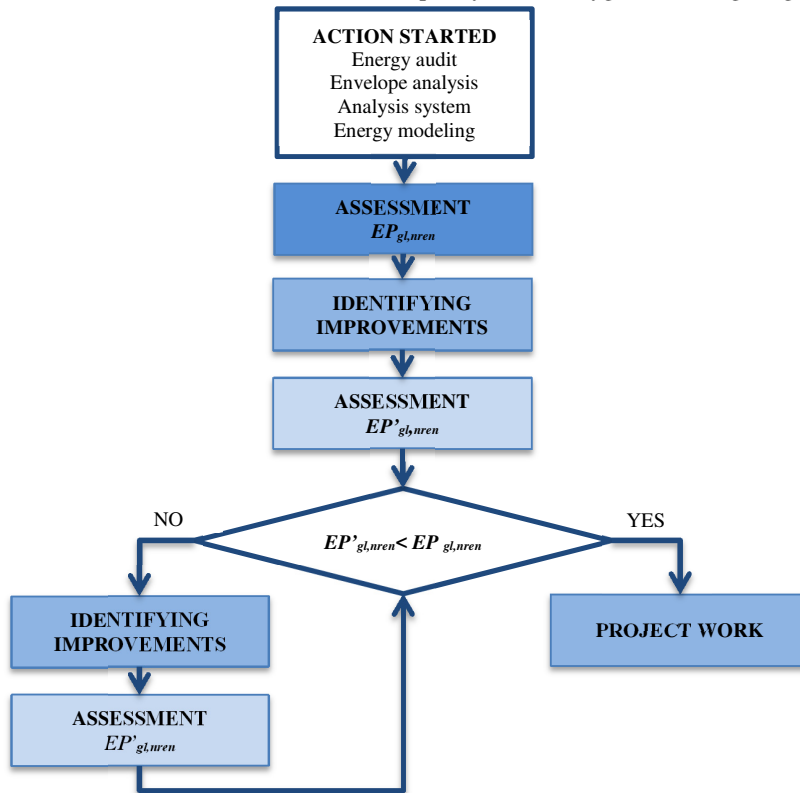 ACTION STARTED
Energy audit
Envelope analysis
Analysis system
Energy modeling
ASSESSMENT
EPgl,nren
IDENTIFYING
IMPROVEMENTS
ASSESSMENT
EP’gl,nren
NO
YES
EP’gl,nren< EP gl,nren
IDENTIFYING
IMPROVEMENTS
PROJECT WORK
ASSESSMENT
EP’gl,nren